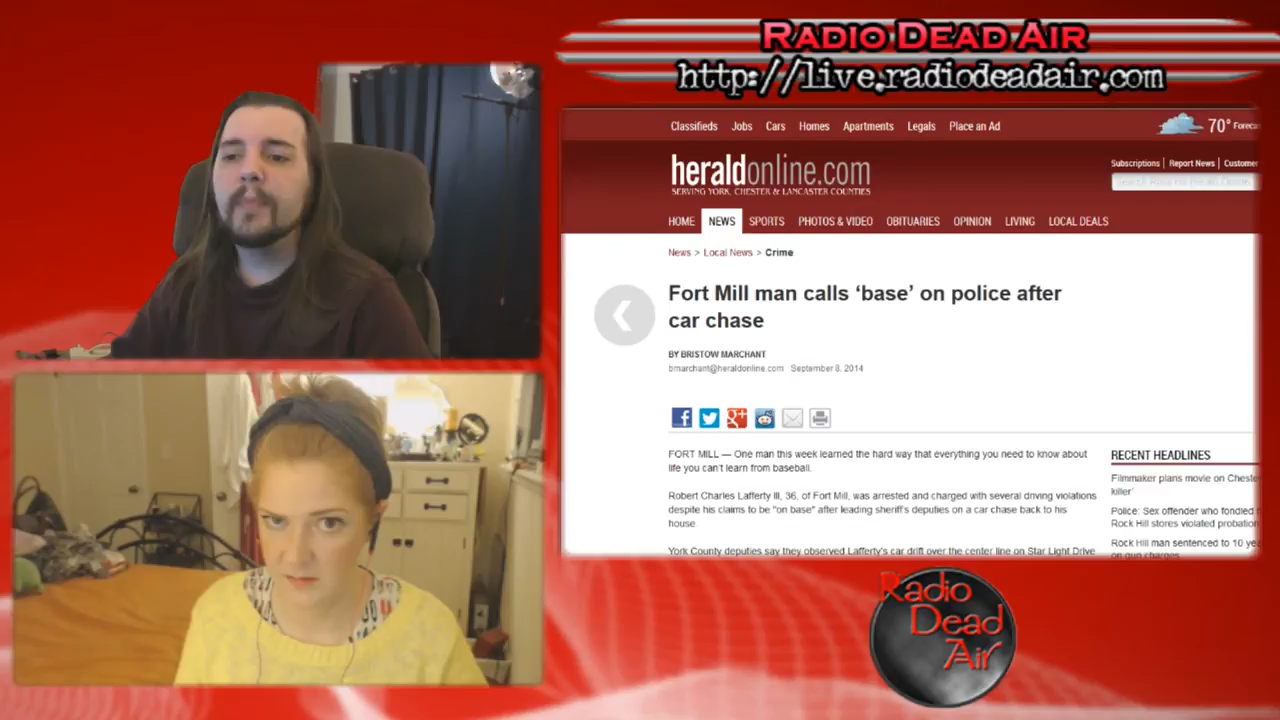 Radio Dead Air
http://live.radiodeadair.com
Classifieds Jobs Cars Homes Apartments Legals Place an Ad
70° Foreca
heraldonline.com
SERVING YORK, CHESTER & LANCASTER COUNTIES
Subscriptions | Report News | Customer
HOME NEWS SPORTS PHOTOS & VIDEO OBITUARIES OPINION LIVING LOCAL DEALS
News > Local News > Crime
Fort Mill man calls ‘base’ on police after
car chase
BY BRISTOW MARCHANT
bmarchant@heraldonline.com September 8, 2014
FORT MILL — One man this week learned the hard way that everything you need to know about
life you can't learn from baseball.
Robert Charles Lafferty III, 36, of Fort Mill, was arrested and charged with several driving violations
despite his claims to be "on base" after leading sheriff's deputies on a car chase back to his
house.
York County deputies say they observed Lafferty's car drift over the center line on Star Light Drive
RECENT HEADLINES
Filmmaker plans movie on Cheste
killer'
Police: Sex offender who fondled
Rock Hill stores violated probation
Rock Hill man sentenced to 10 yea
on gun charges
Radio
Dead
Air